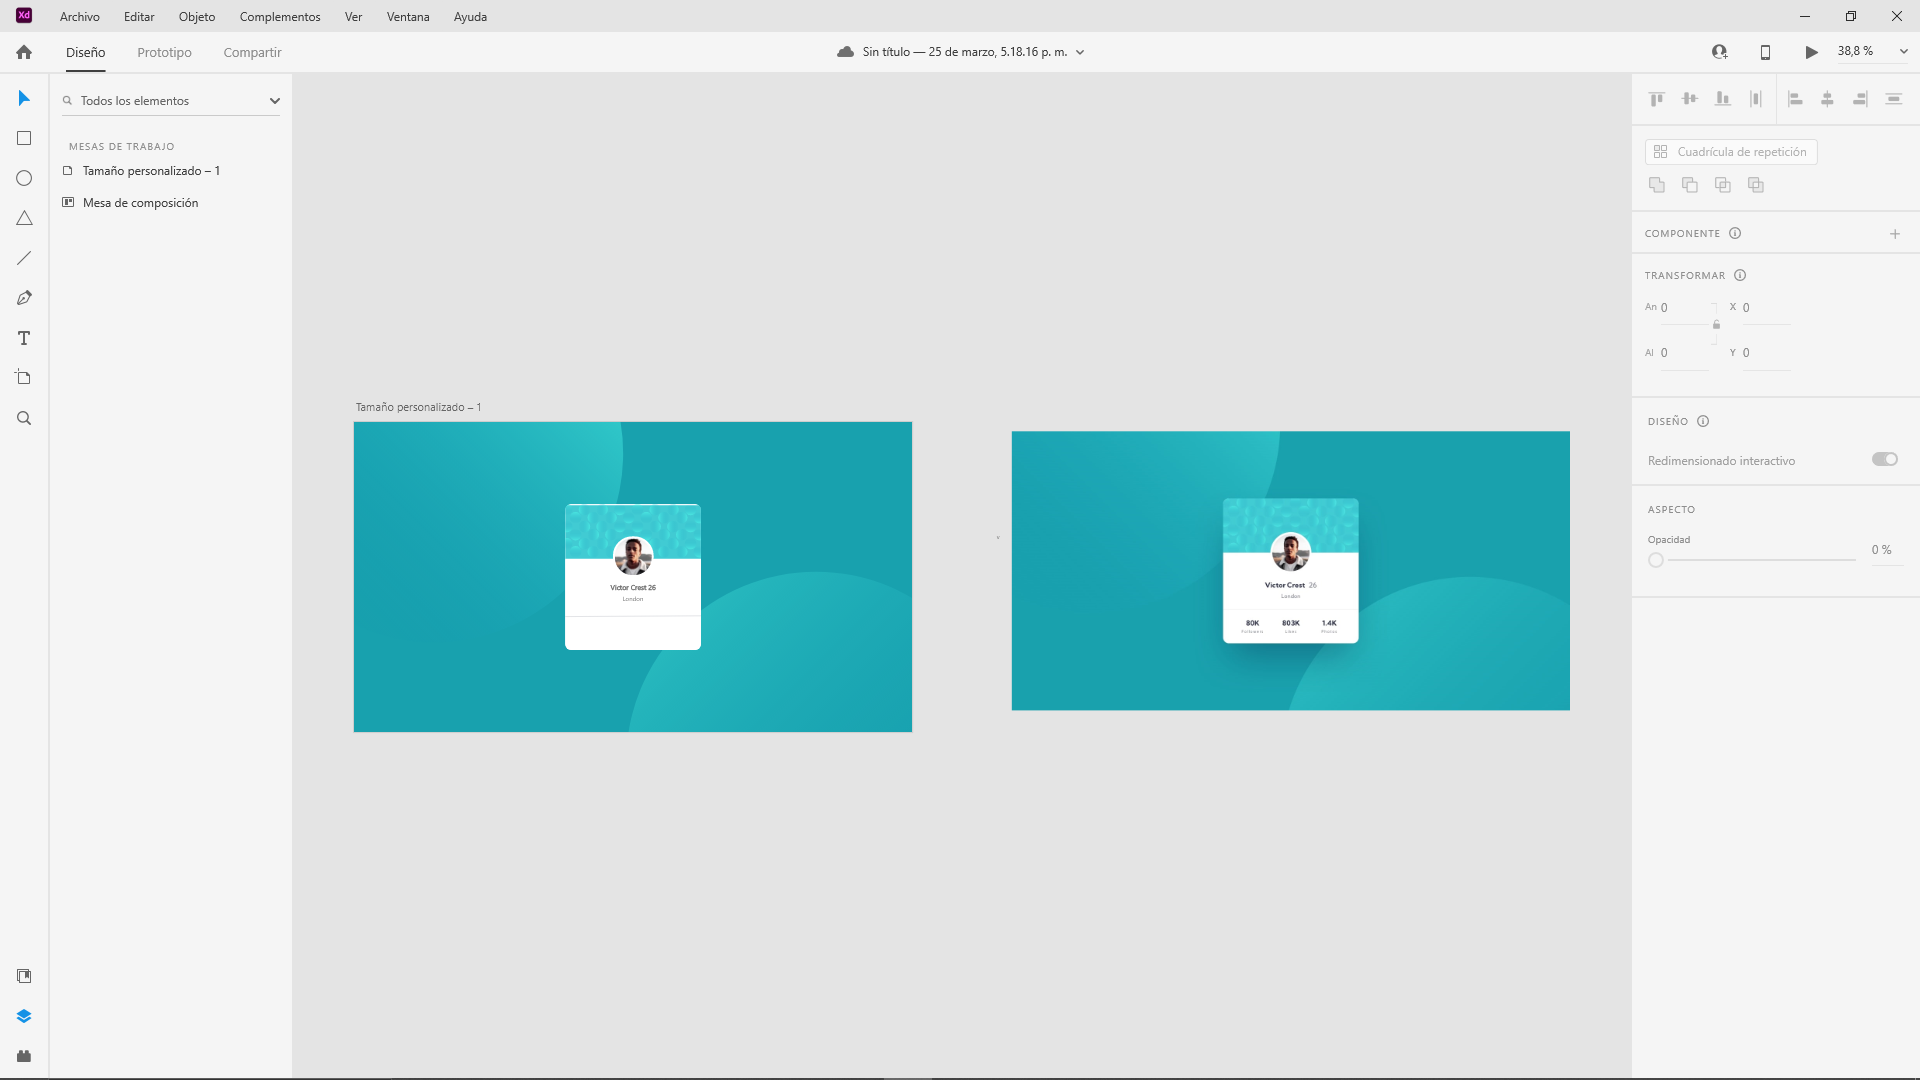 Xd Archivo Editar Objeto Complementos Ver Ventana Ayuda
Diseño Prototipo Compartir Sin título — 25 de marzo, 5.18.16 p. m. 38,8 %
Todos los elementos
MESAS DE TRABAJO
Tamaño personalizado – 1
Mesa de composición
Tamaño personalizado – 1
Victor Crest 26
London
Victor Crest 26
London
80K 803K 1.4K
Followers Likes Photos
Cuadrícula de repetición
COMPONENTE
TRANSFORMAR
An 0 X 0
Al 0 Y 0
DISEÑO
Redimensionado interactivo
ASPECTO
Opacidad
0 %